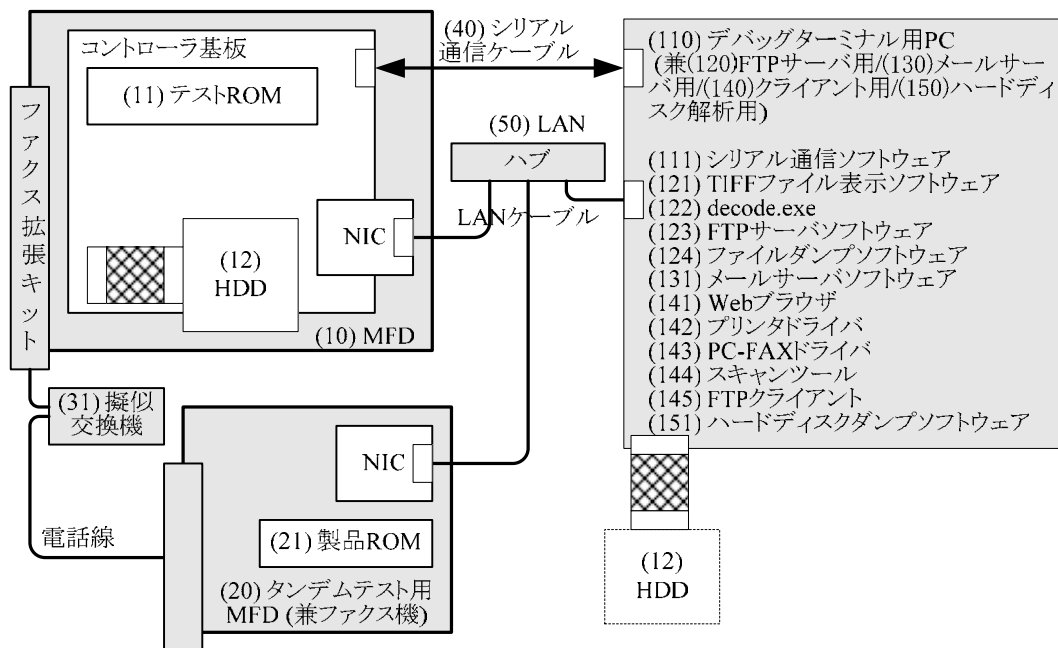 コントローラ基板
(11) テストROM
ファクス拡張キット
(12)
HDD
NIC
(10) MFD
(40) シリアル
通信ケーブル
(50) LAN
ハブ
LANケーブル
(31) 擬似
交換機
電話線
NIC
(21) 製品ROM
(20) タンデムテスト用
MFD (兼ファクス機)
(110) デバッグターミナル用PC
(兼(120)FTPサーバ用/(130)メールサー
バ用/(140)クライアント用/(150)ハードディ
スク解析用)
(111) シリアル通信ソフトウェア
(121) TIFFファイル表示ソフトウェア
(122) decode.exe
(123) FTPサーバソフトウェア
(124) ファイルダンプソフトウェア
(131) メールサーバソフトウェア
(141) Webブラウザ
(142) プリンタドライバ
(143) PC-FAXドライバ
(144) スキャンツール
(145) FTPクライアント
(151) ハードディスクダンプソフトウェア
(12)
HDD